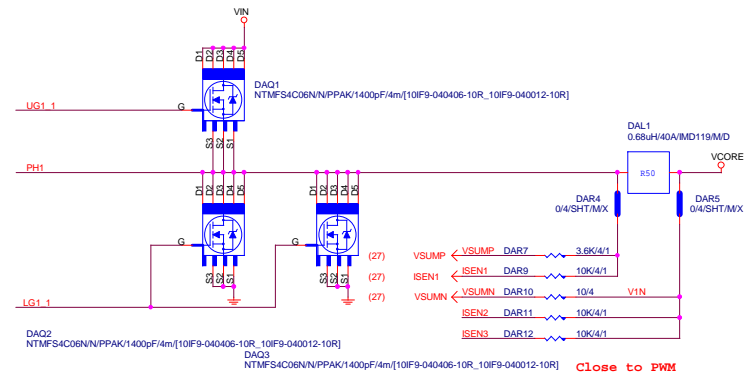 VIN
D1 D2 D3 D4 D5
DAQ1
NTMFS4C06N/N/PPAK/1400pF/4m/[10IF9-040406-10R_10IF9-040012-10R]
UG1_1
G
S3 S2 S1
DAL1
0.68uH/40A/IMD119/M/D
VCORE
PH1
R50
D1 D2 D3 D4 D5
D1 D2 D3 D4 D5
DAR4
0/4/SHT/M/X
DAR5
0/4/SHT/M/X
G
G
S3 S2 S1
S3 S2 S1
(27) VSUMP VSUMP DAR7 3.6K/4/1
(27) ISEN1 ISEN1 DAR9 10K/4/1
(27) VSUMN VSUMN DAR10 10/4 V1N
LG1_1
ISEN2 DAR11 10K/4/1
ISEN3 DAR12 10K/4/1
DAQ2
NTMFS4C06N/N/PPAK/1400pF/4m/[10IF9-040406-10R_10IF9-040012-10R]
DAQ3
NTMFS4C06N/N/PPAK/1400pF/4m/[10IF9-040406-10R_10IF9-040012-10R]
Close to PWM